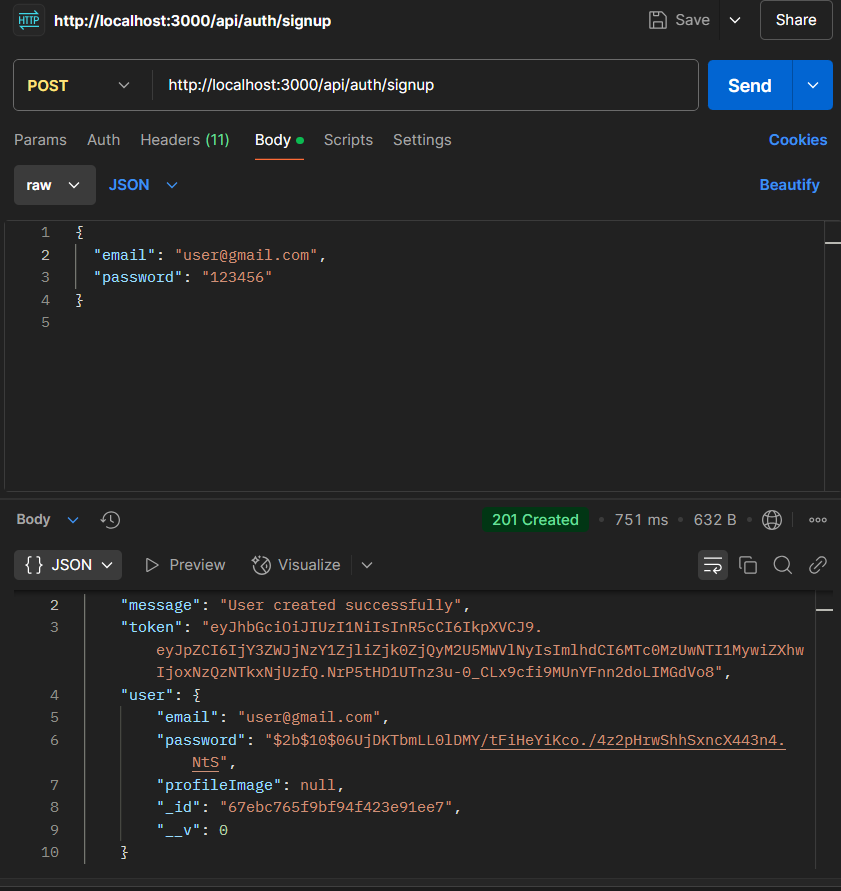 HTTP http://localhost:3000/api/auth/signup Save Share
POST http://localhost:3000/api/auth/signup Send
Params Auth Headers (11) Body Scripts Settings Cookies
raw JSON Beautify
1 {
2 "email": "user@gmail.com",
3 "password": "123456"
4 }
5
Body 201 Created 751 ms 632 B
{} JSON Preview Visualize
2 "message": "User created successfully",
3 "token": "eyJhbGciOiJIUzI1NiIsInR5cCI6IkpXVCJ9.
eyJpZCI6IjY3ZWJjNzY1ZjliZjk0ZjQyM2U5MWVlNyIsImlhdCI6MTc0MzUwNTI1MywiZXhw
IjoxNzQzNTkxNjUzfQ.NrP5tHD1UTnz3u-0_CLx9cfi9MUnYFnn2doLIMGdVo8",
4 "user": {
5 "email": "user@gmail.com",
6 "password": "$2b$10$06UjDKTbmLL0lDMY/tFiHeYiKco./4z2pHrwShhSxncX443n4.
NtS",
7 "profileImage": null,
8 "_id": "67ebc765f9bf94f423e91ee7",
9 "__v": 0
10 }